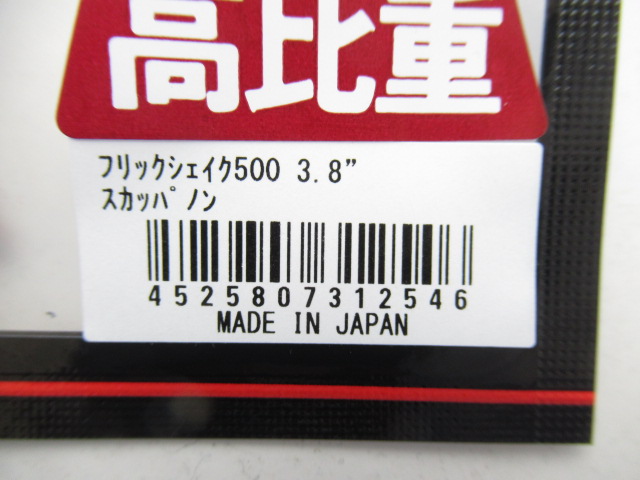 高比重
フリックシェイク500 3.8”
スカッパノン
4525807312546
MADE IN JAPAN